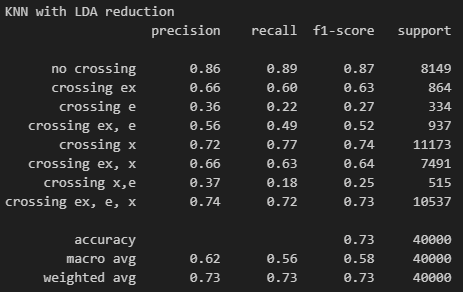 KNN with LDA reduction
precision recall f1-score support
no crossing 0.86 0.89 0.87 8149
crossing ex 0.66 0.60 0.63 864
crossing e 0.36 0.22 0.27 334
crossing ex, e 0.56 0.49 0.52 937
crossing x 0.72 0.77 0.74 11173
crossing ex, x 0.66 0.63 0.64 7491
crossing x,e 0.37 0.18 0.25 515
crossing ex, e, x 0.74 0.72 0.73 10537
accuracy 0.73 40000
macro avg 0.62 0.56 0.58 40000
weighted avg 0.73 0.73 0.73 40000